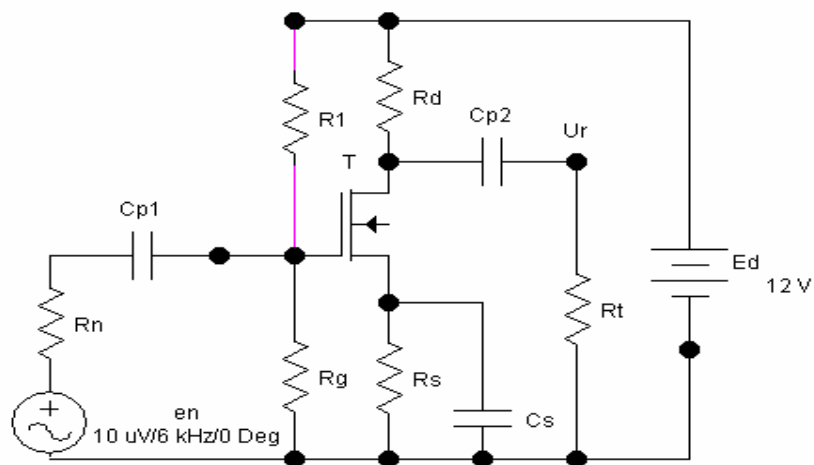 Rd
R1
Cp2
Ur
T
Cp1
Ed
12 V
Rn
Rt
Rg
Rs
en
10 uV/6 kHz/0 Deg
Cs